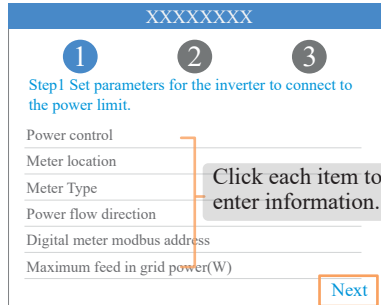 XXXXXXXX
1 2 3
Step1 Set parameters for the inverter to connect to
the power limit.
Power control
Meter location
Meter Type
Power flow direction
Digital meter modbus address
Maximum feed in grid power(W)
Click each item to
enter information.
Next